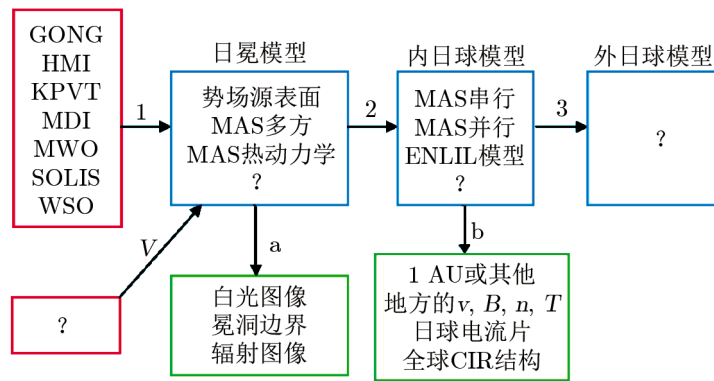 GONG
HMI
KPVT
MDI
MWO
SOLIS
WSO
1
日冕模型
势场源表面
MAS多方
MAS热动力学
?
2
内日球模型
MAS串行
MAS并行
ENLIL模型
?
3
外日球模型
?
V
a
b
?
白光图像
冕洞边界
辐射图像
1 AU或其他
地方的v, B, n, T
日球电流片
全球CIR结构